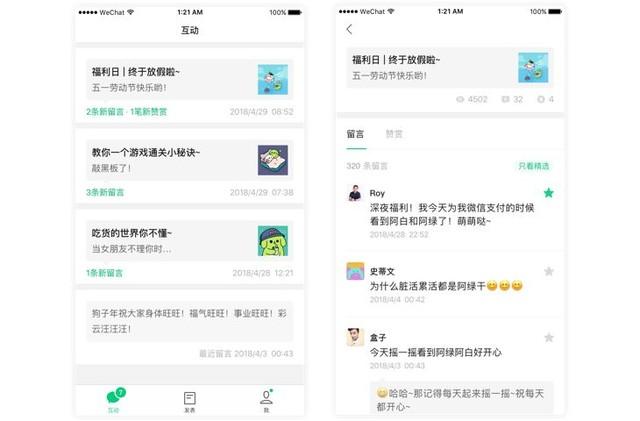 WeChat
1:21 AM
100%
互动
福利日 | 终于放假啦~
五一劳动节快乐哟！
2条新留言 · 1笔新赞赏 2018/4/29 08:52
教你一个游戏通关小秘诀~
敲黑板了！
3条新留言 2018/4/29 07:38
吃货的世界你不懂~
当女朋友不理你时...
1条新留言 2018/4/28 12:21
狗子年祝大家身体旺旺！福气旺旺！事业旺旺！彩
云汪汪汪！
最近留言 2018/4/3 00:43
7
互动 发表 我
WeChat
1:21 AM
100%
福利日 | 终于放假啦~
五一劳动节快乐哟！
4502 32 4
留言 赞赏
320 条留言 只看精选
Roy
深夜福利！我今天为我微信支付的时候
看到阿白和阿绿了！萌萌哒~
2018/4/28 22:52
史蒂文
为什么脏活累活都是阿绿干😁😁😁
2018/4/4 00:42
盒子
今天摇一摇看到阿绿阿白好开心
2018/4/3 00:43
😁哈哈~那记得每天起来摇一摇~祝每天
都开心~